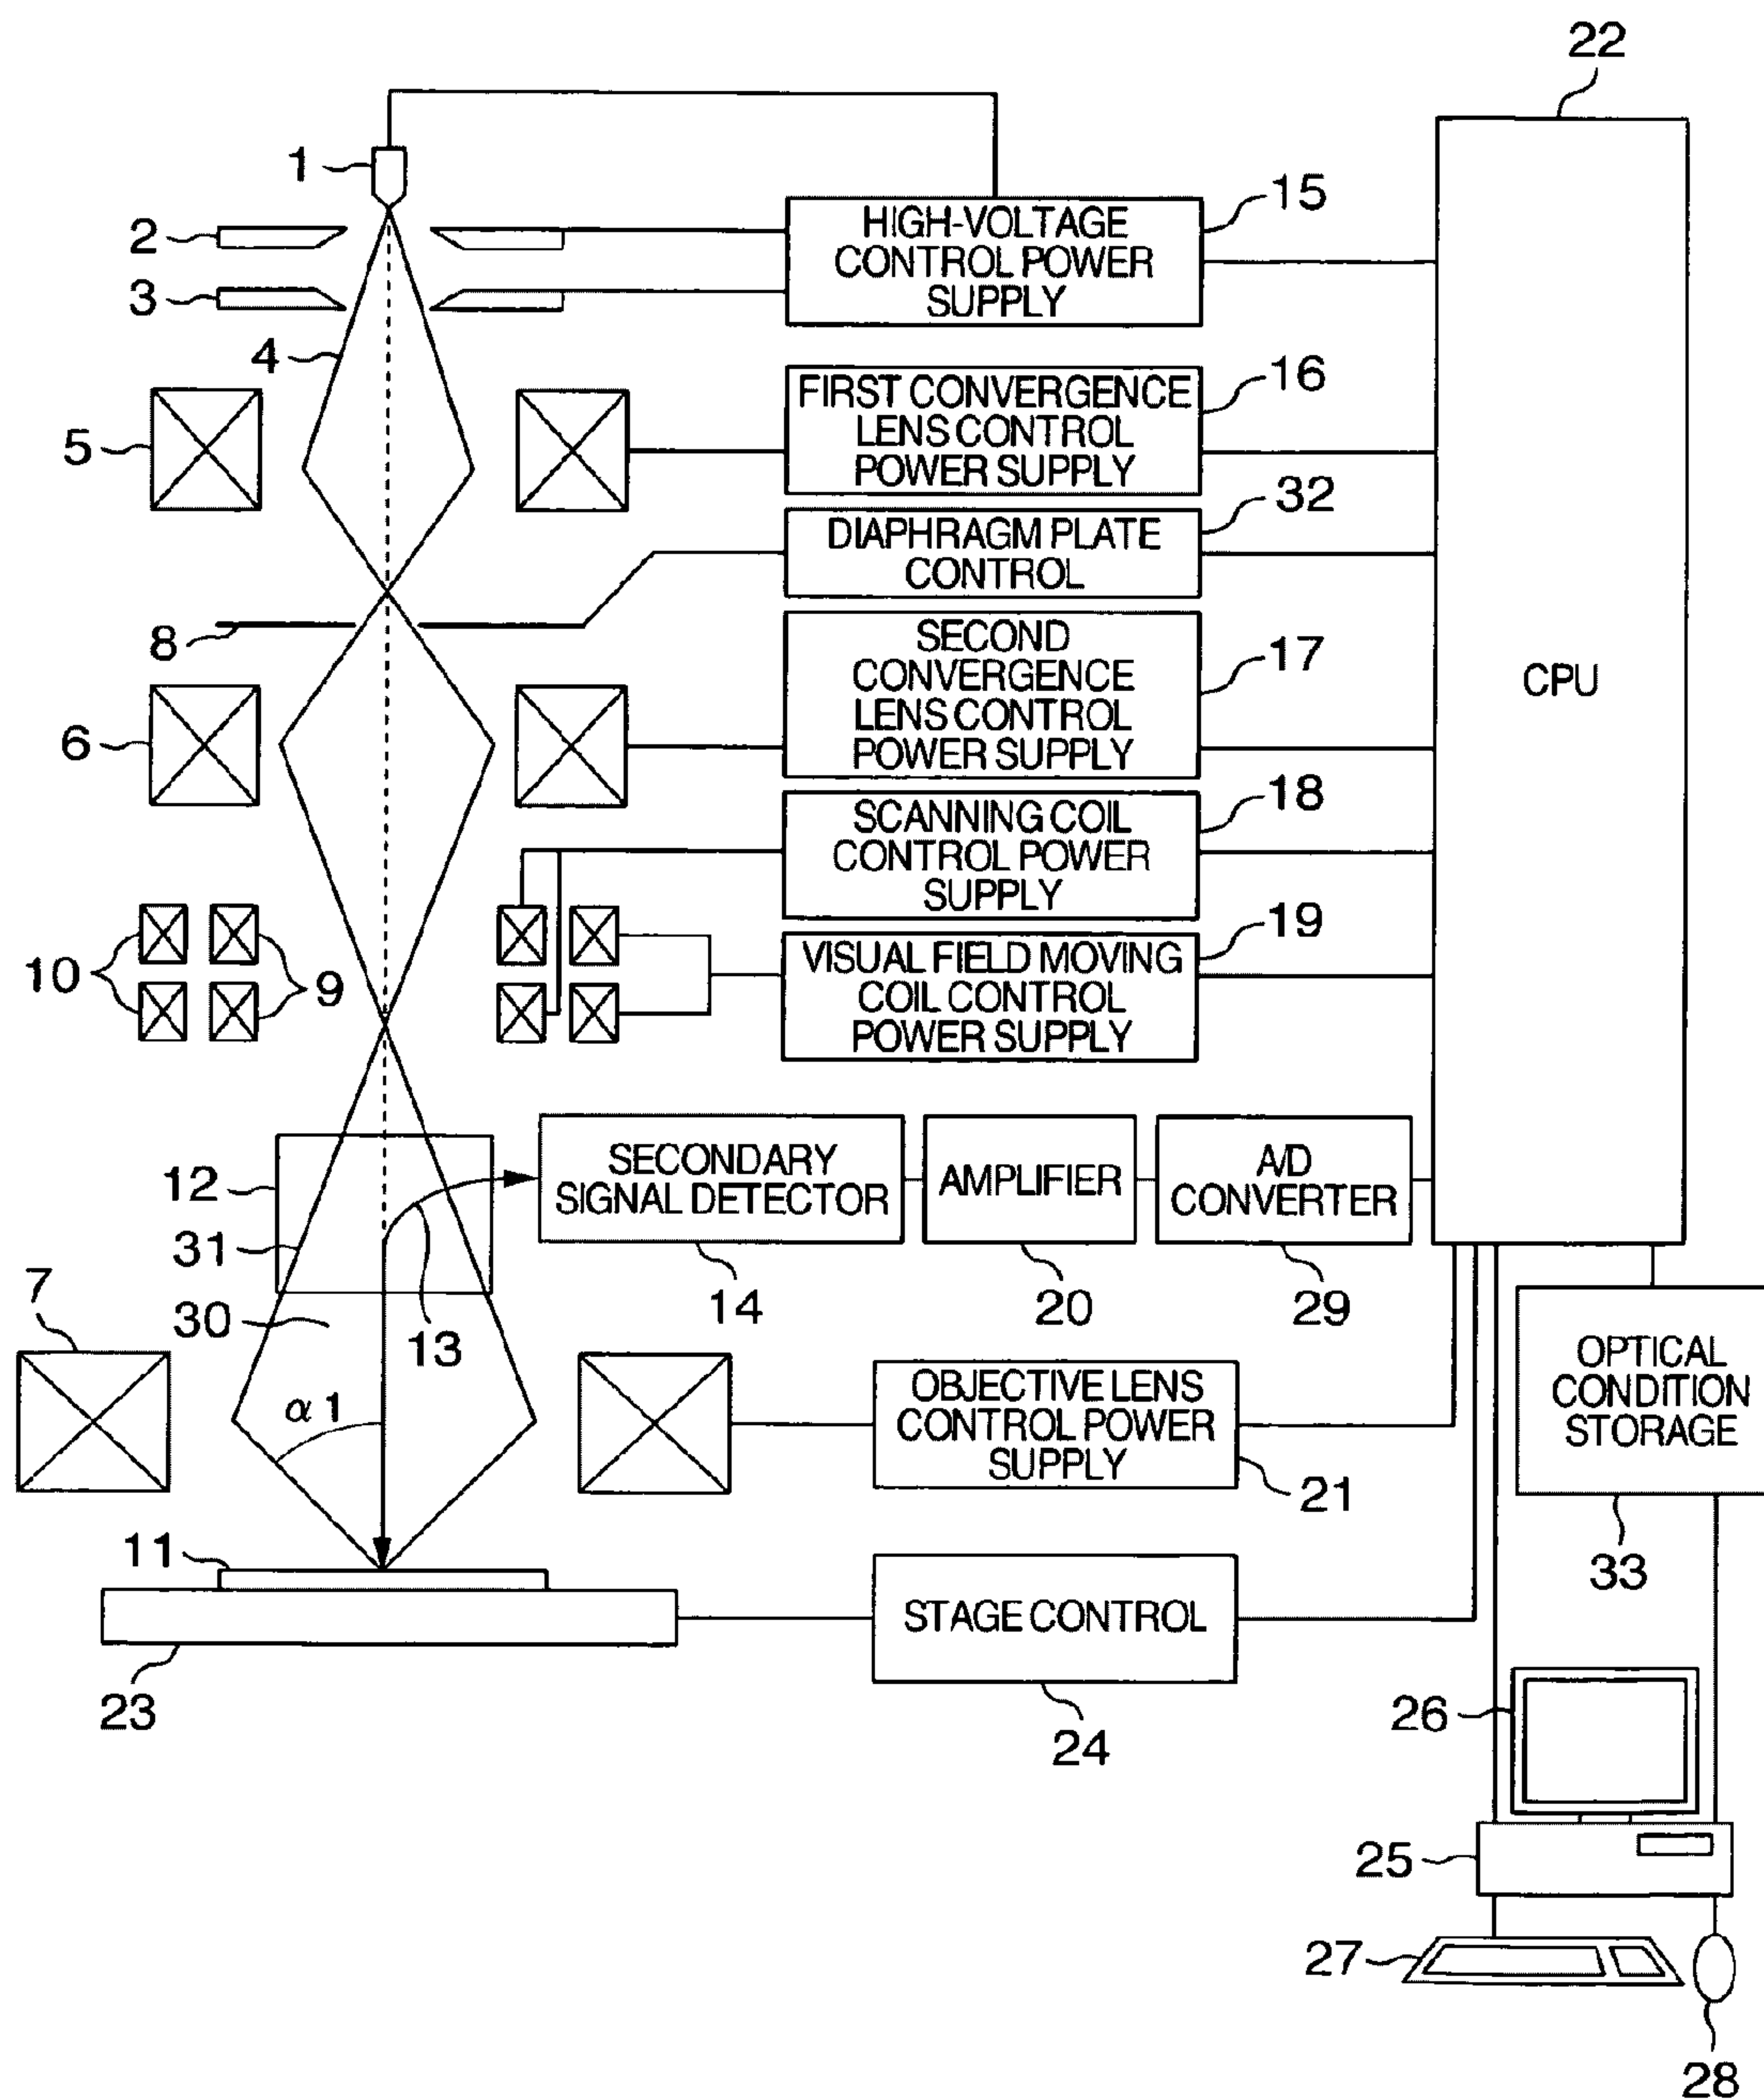 22
1
HIGH-VOLTAGE
CONTROL POWER
SUPPLY
15
2
3
4
FIRST CONVERGENCE
LENS CONTROL
POWER SUPPLY
16
5
DIAPHRAGM PLATE
CONTROL
32
8
SECOND
CONVERGENCE
LENS CONTROL
POWER SUPPLY
17
CPU
6
SCANNING COIL
CONTROL POWER
SUPPLY
18
10
9
VISUAL FIELD MOVING
COIL CONTROL
POWER SUPPLY
19
12
SECONDARY
SIGNAL DETECTOR
AMPLIFIER
A/D
CONVERTER
31
14
20
29
7
30
13
α1
OBJECTIVE LENS
CONTROL POWER
SUPPLY
21
OPTICAL
CONDITION
STORAGE
33
11
STAGE CONTROL
23
24
26
25
27
28